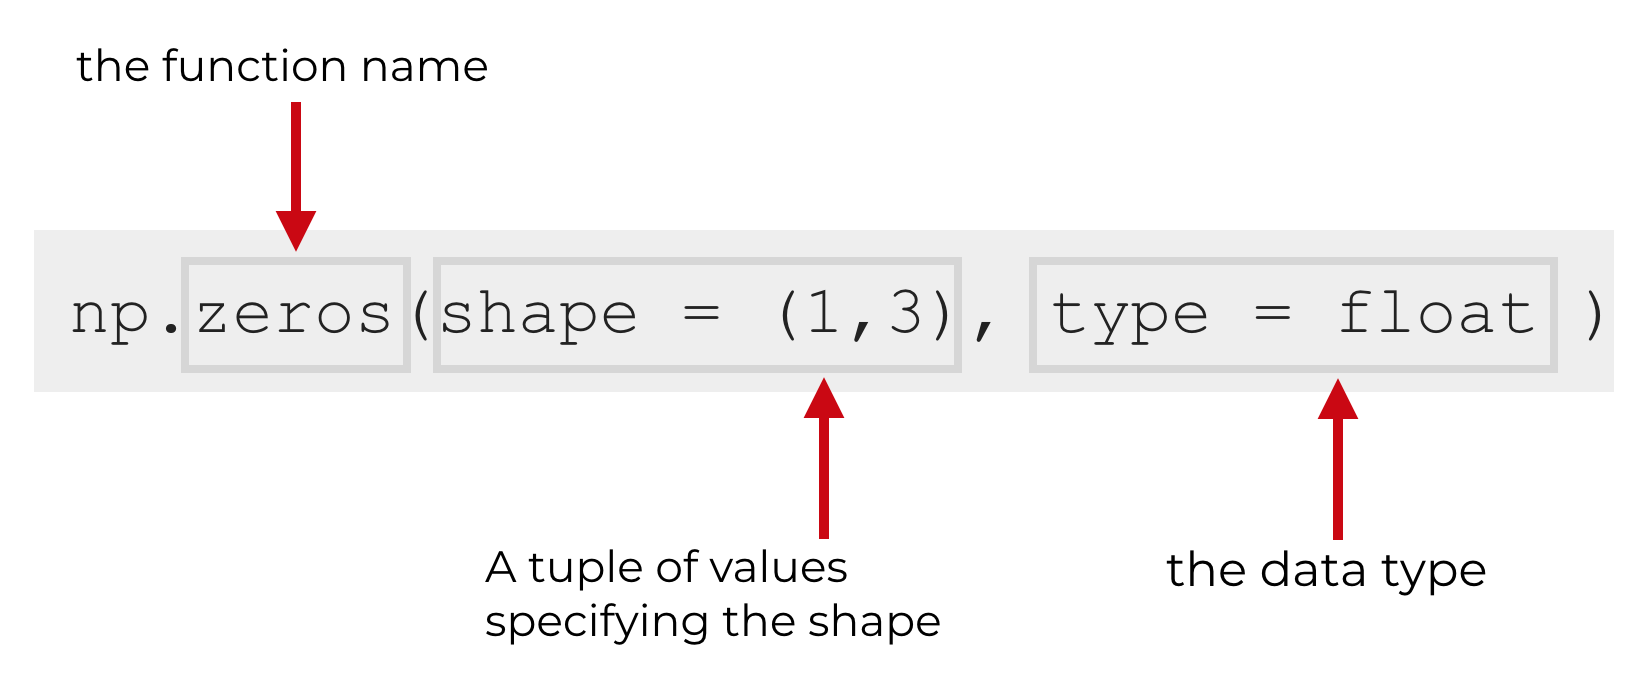 the function name
np.zeros(shape = (1,3), type = float )
A tuple of values
specifying the shape
the data type